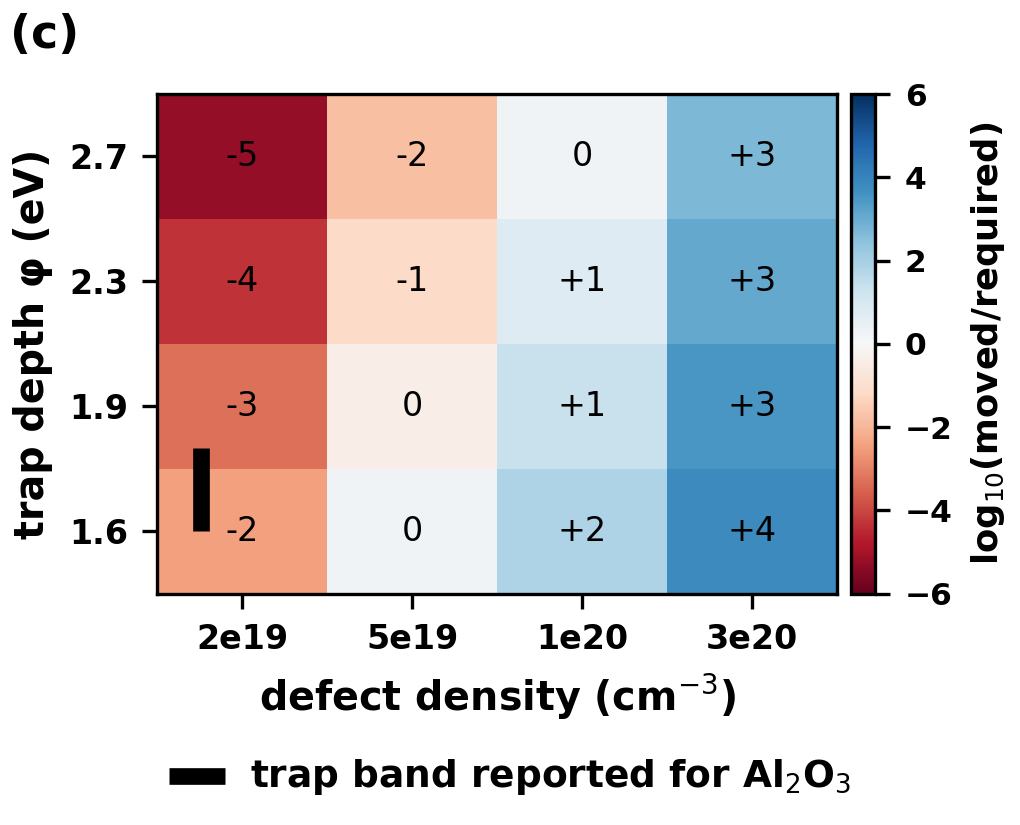 (c)
trap depth φ (eV)
2.7 -5 -2 0 +3
2.3 -4 -1 +1 +3
1.9 -3 0 +1 +3
1.6 -2 0 +2 +4
2e19 5e19 1e20 3e20
defect density (cm⁻³)
6
4
2
0
−2
−4
−6
log₁₀(moved/required)
trap band reported for Al₂O₃